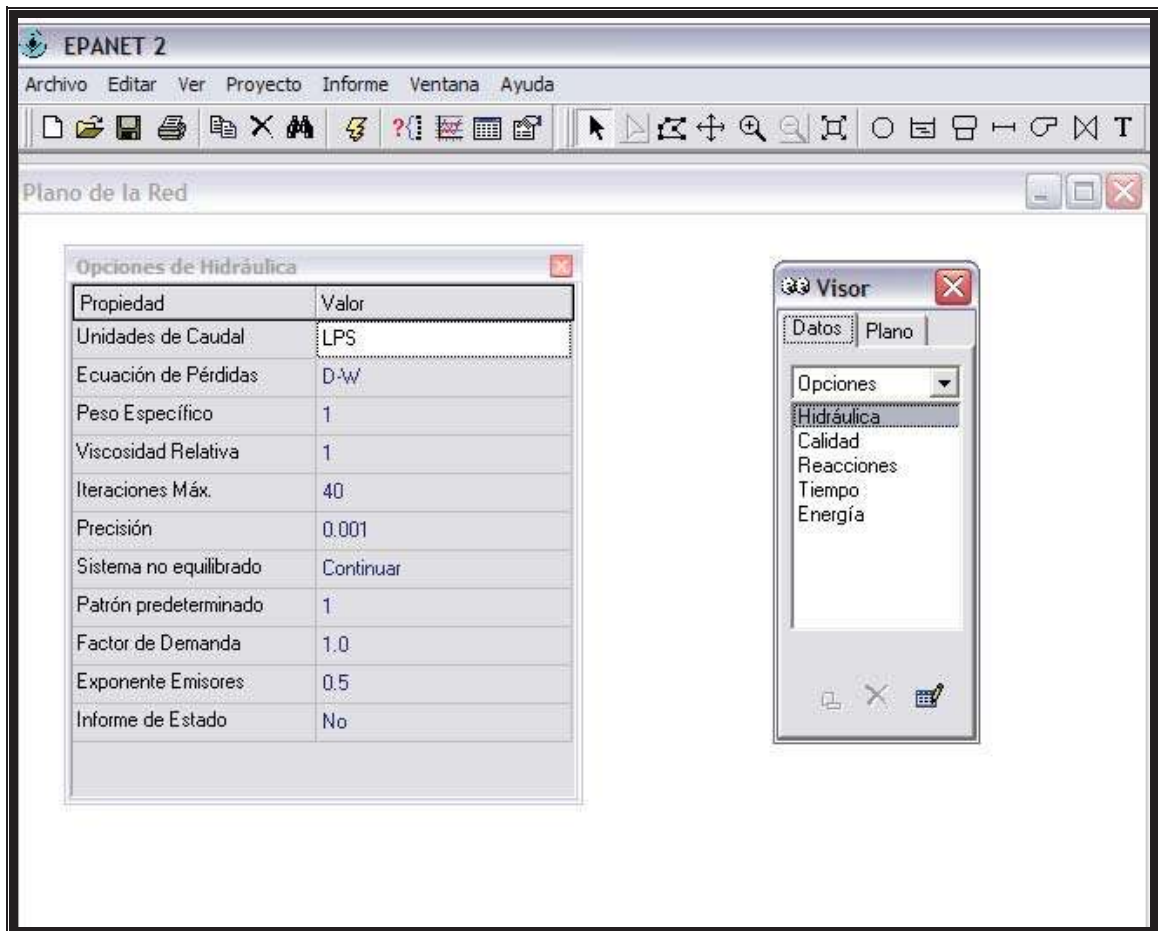 EPANET 2
Archivo Editar Ver Proyecto Informe Ventana Ayuda
T
Plano de la Red
Opciones de Hidráulica
Propiedad Valor
Unidades de Caudal LPS
Ecuación de Pérdidas D-W
Peso Específico 1
Viscosidad Relativa 1
Iteraciones Máx. 40
Precisión 0.001
Sistema no equilibrado Continuar
Patrón predeterminado 1
Factor de Demanda 1.0
Exponente Emisores 0.5
Informe de Estado No
Visor
Datos Plano
Opciones
Hidráulica
Calidad
Reacciones
Tiempo
Energía